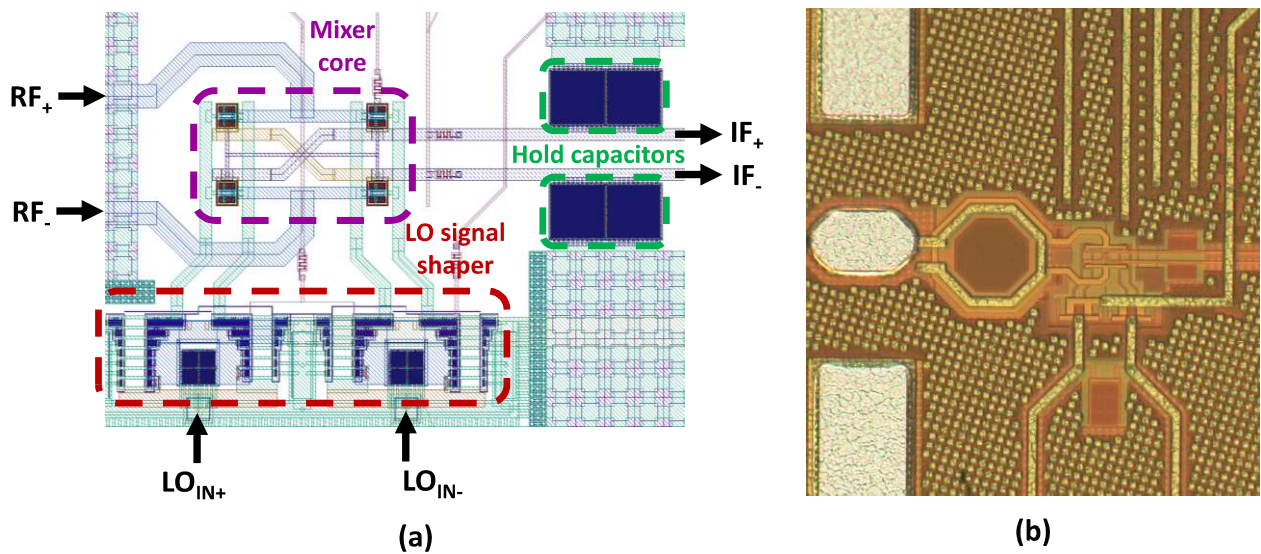 Mixer
core
RF+
IF+
Hold capacitors
IF-
RF-
LO signal
shaper
LOIN+
LOIN-
(a)
(b)